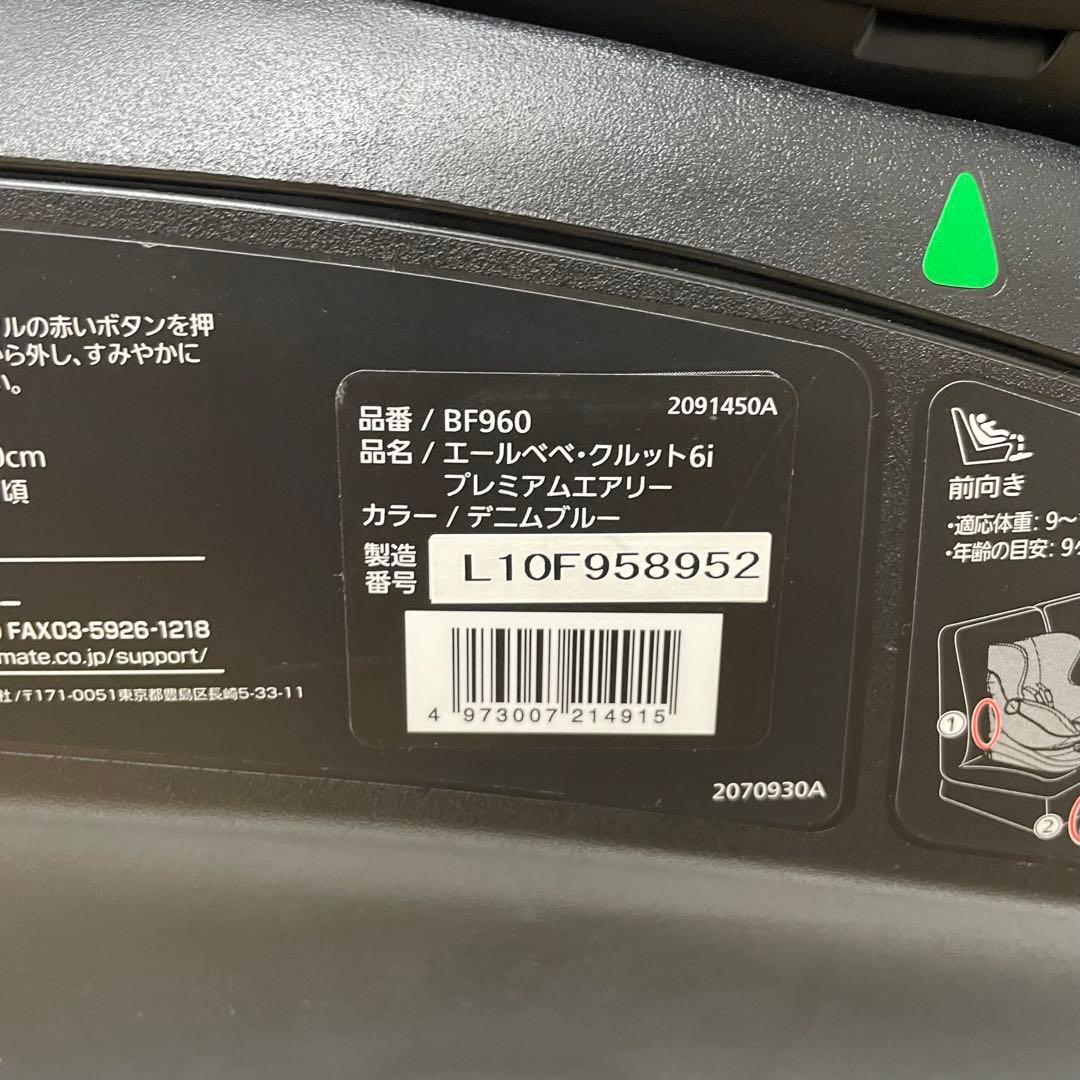 ルの赤いボタンを押
ら外し、すみやかに
い。
0cm
頃
FAX03-5926-1218
mate.co.jp/support/
社/〒171-0051東京都豊島区長崎5-33-11
2091450A
品番 / BF960
品名 / エールベベ・クルット6i
プレミアムエアリー
カラー / デニムブルー
製造番号 L10F958952
4 973007 214915
2070930A
前向き
・適応体重: 9〜
・年齢の目安: 9
1
2